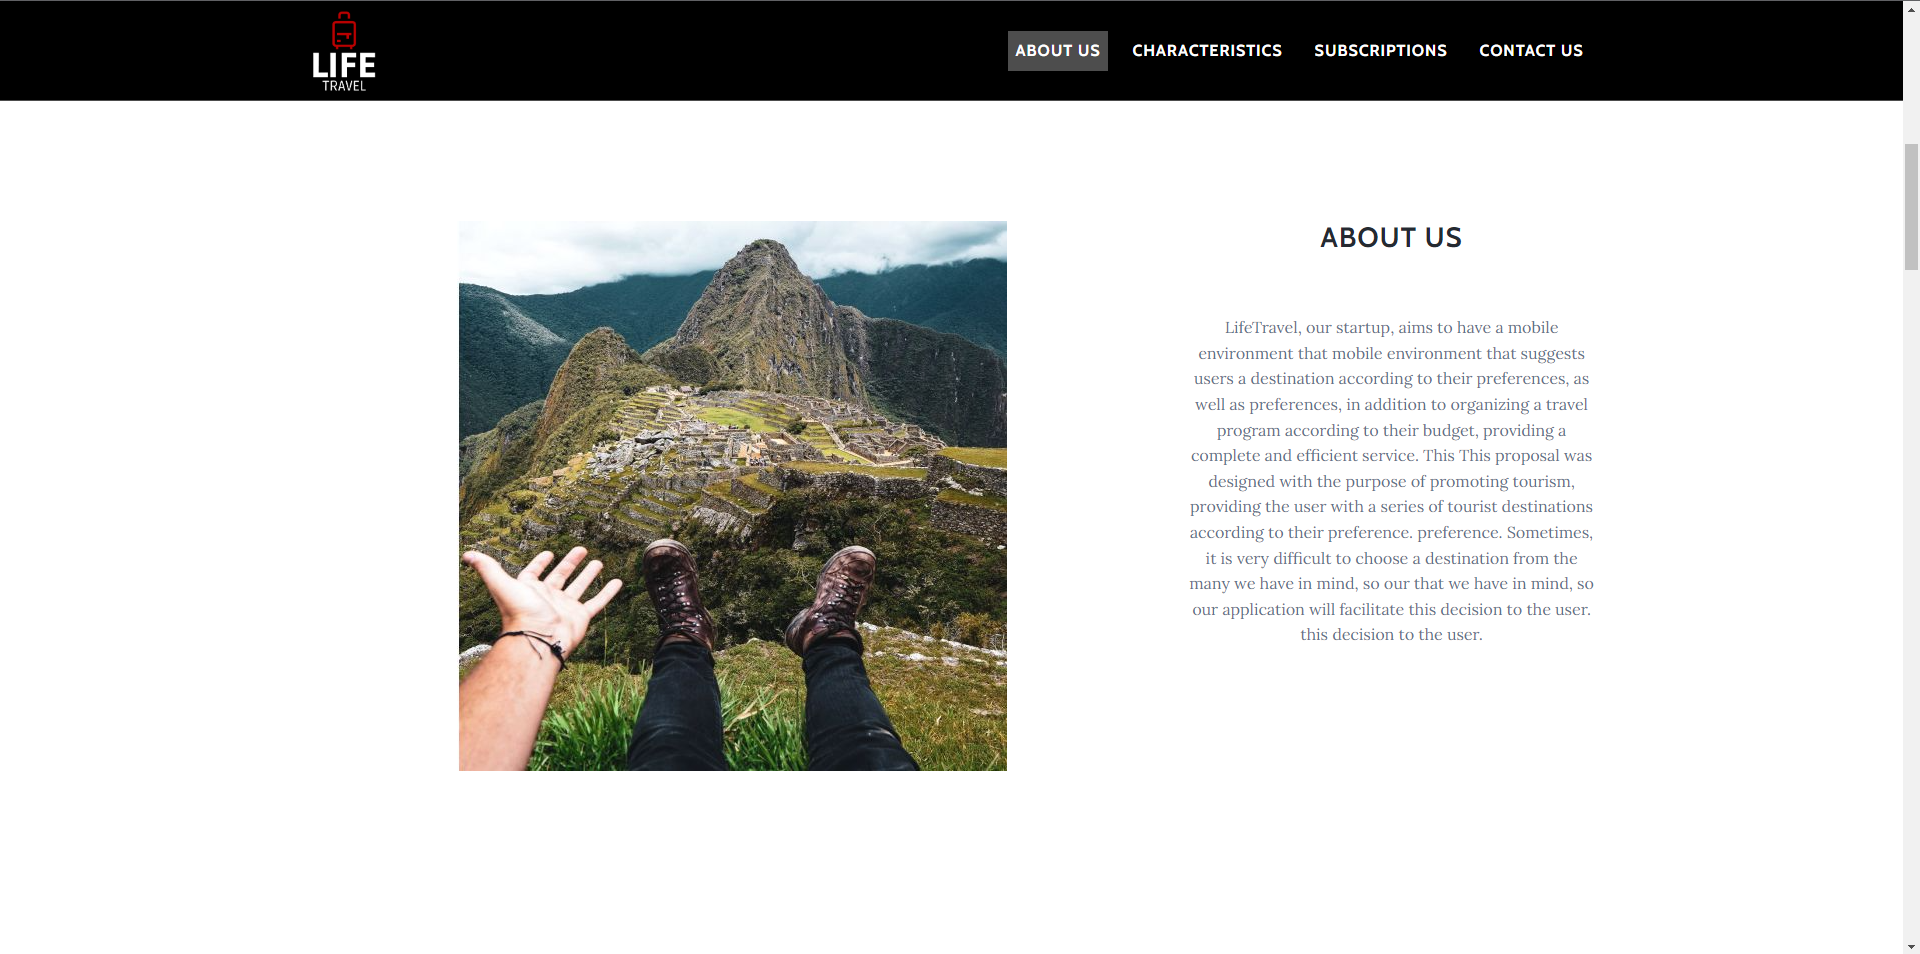 LIFE
TRAVEL
ABOUT US
CHARACTERISTICS
SUBSCRIPTIONS
CONTACT US
ABOUT US
LifeTravel, our startup, aims to have a mobile
environment that mobile environment that suggests
users a destination according to their preferences, as
well as preferences, in addition to organizing a travel
program according to their budget, providing a
complete and efficient service. This This proposal was
designed with the purpose of promoting tourism,
providing the user with a series of tourist destinations
according to their preference. preference. Sometimes,
it is very difficult to choose a destination from the
many we have in mind, so our that we have in mind, so
our application will facilitate this decision to the user.
this decision to the user.